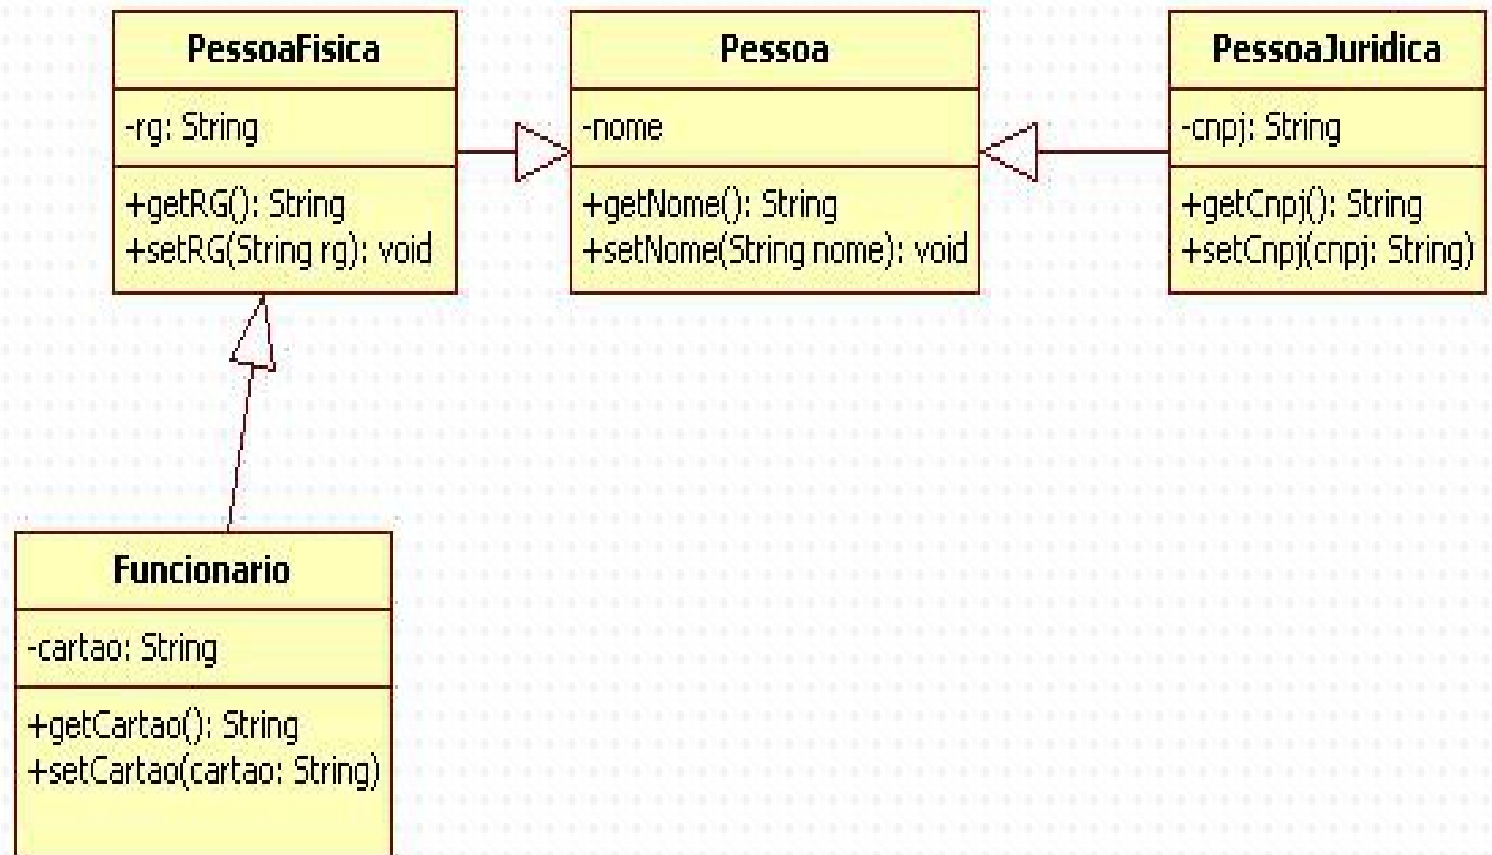 PessoaFisica
-rg: String
+getRG(): String
+setRG(String rg): void
Pessoa
-nome
+getNome(): String
+setNome(String nome): void
PessoaJuridica
-cnpj: String
+getCnpj(): String
+setCnpj(cnpj: String)
Funcionario
-cartao: String
+getCartao(): String
+setCartao(cartao: String)